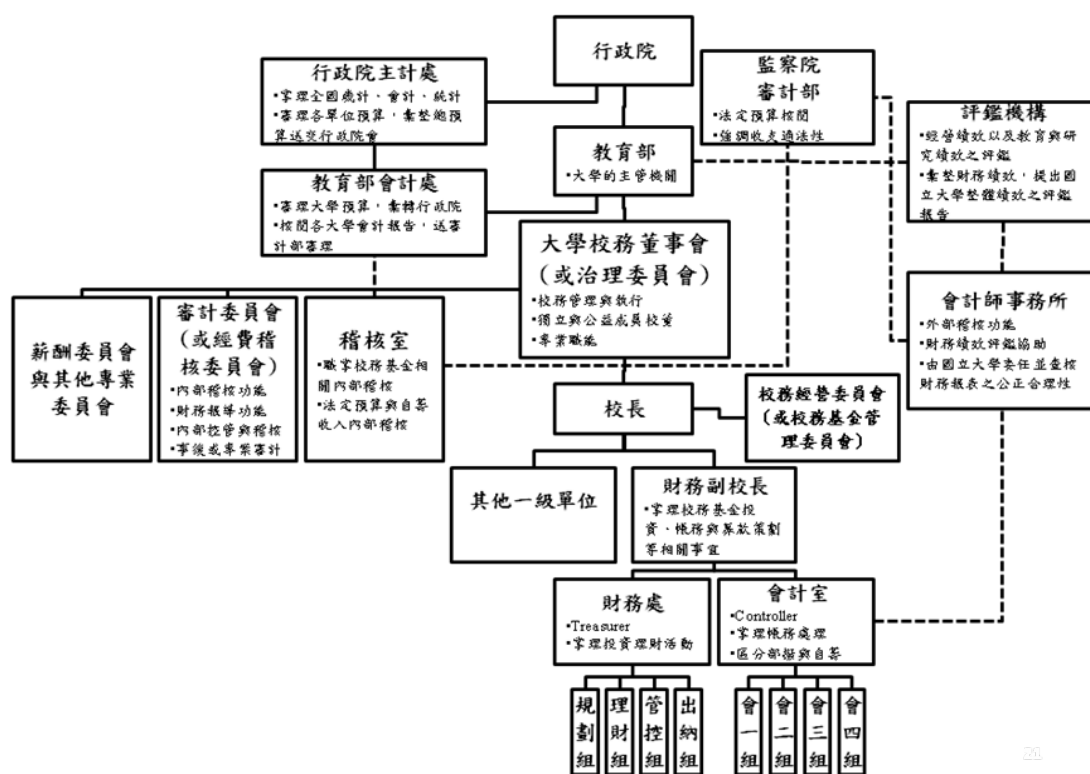 行政院
行政院主計處
▪掌理全國歲計、會計、統計
▪審理各單位預算，彙整總預
算送交行政院會
監察院
審計部
▪法定預算核閱
▪強調收支適法性
評鑑機構
▪經營績效以及教育與研
究績效之評鑑
▪彙整財務績效，提出國
立大學整體績效之評鑑
報告
教育部
▪大學的主管機關
教育部會計處
▪審理大學預算，彙轉行政院
▪核閱各大學會計報告，送審
計部審理
大學校務董事會
（或治理委員會）
▪校務管理與執行
▪獨立與公益成員校董
▪專業職能
會計師事務所
▪外部稽核功能
▪財務績效評鑑協助
▪由國立大學委任並查核
財務報表之公正合理性
薪酬委員會
與其他專業
委員會
審計委員會
（或經費稽
核委員會）
▪內部稽核功能
▪財務報導功能
▪內部控管與稽核
▪事後或專案審計
稽核室
▪職掌校務基金相
關內部稽核
▪法定預算與自籌
收入內部稽核
校長
校務經營委員會
（或校務基金管
理委員會）
其他一級單位
財務副校長
▪掌理校務基金投
資、帳務與募款策劃
等相關事宜
財務處
▪Treasurer
▪掌理投資理財活動
會計室
▪Controller
▪掌理帳務處理
▪區分部撥與自籌
規劃組
理財組
管控組
出納組
會一組
會二組
會三組
會四組